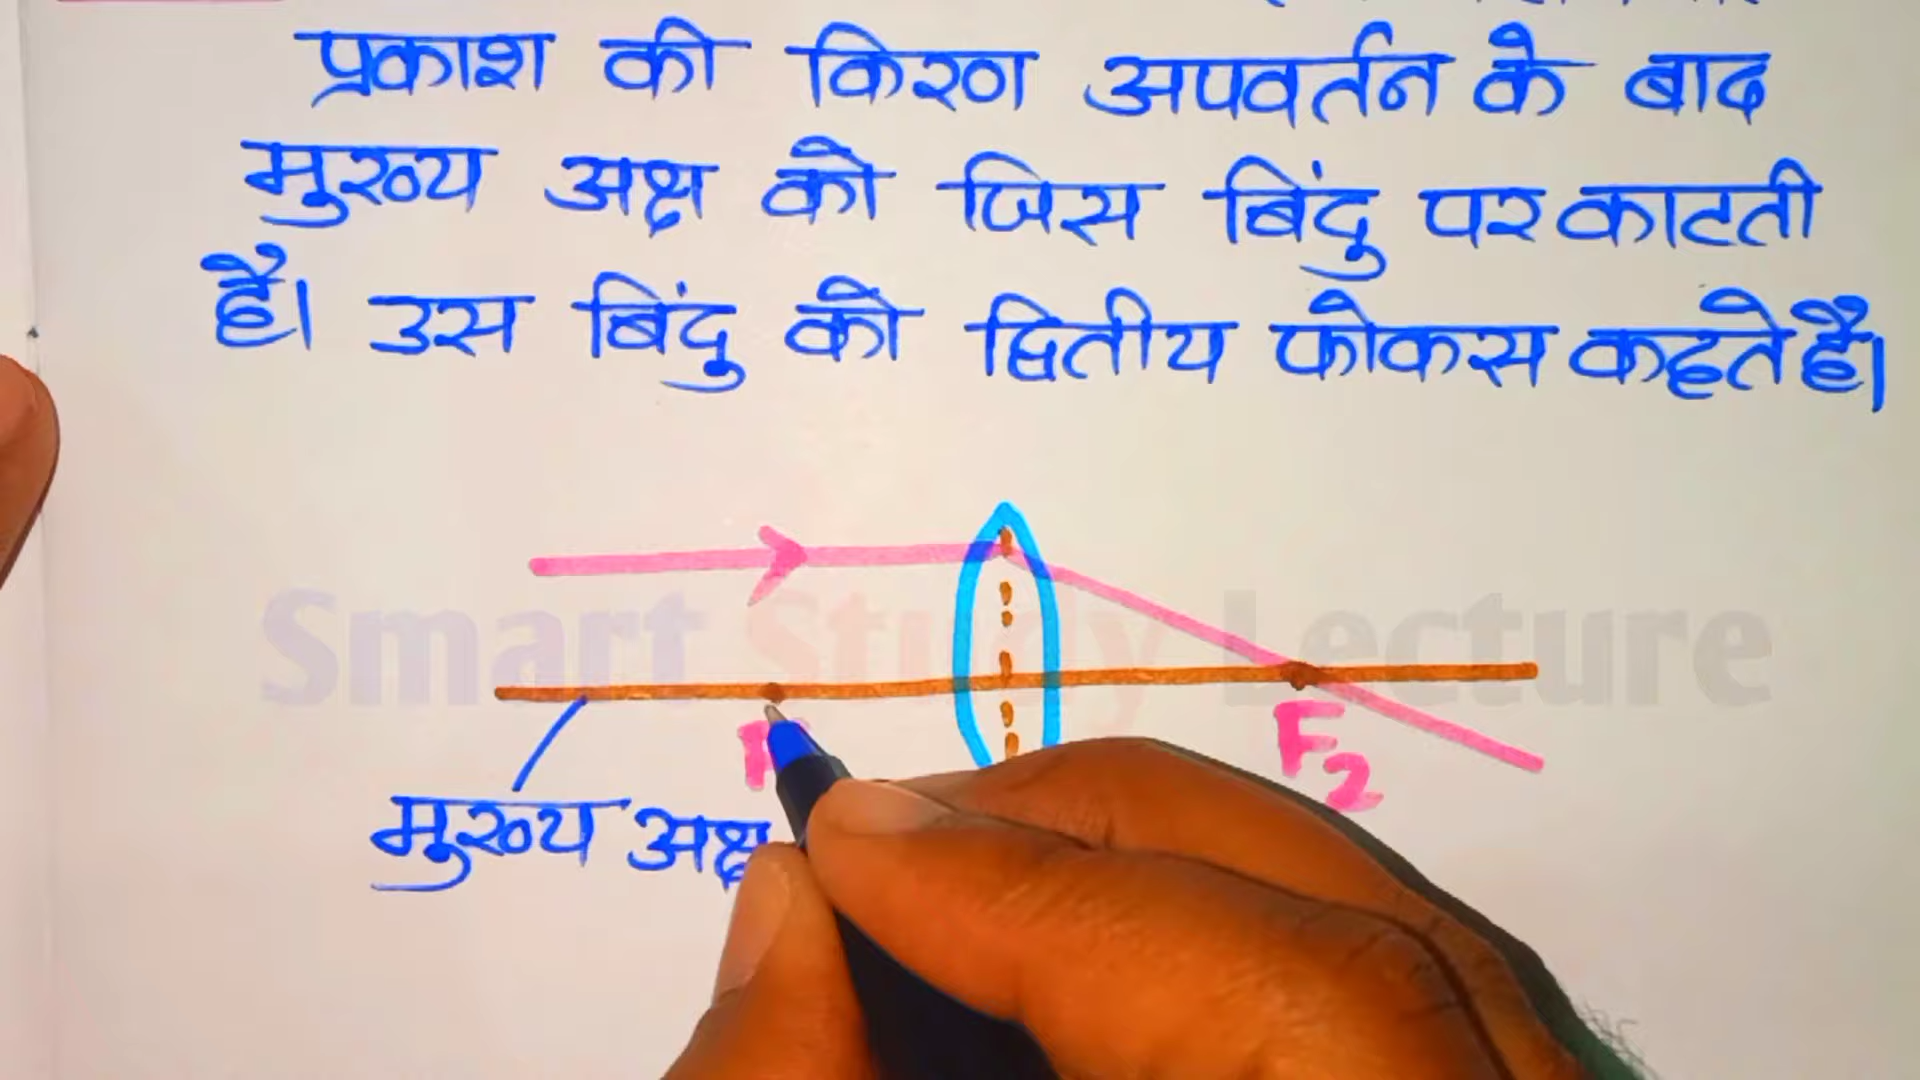 प्रकाश की किरण अपवर्तन के बाद
मुख्य अक्ष को जिस बिंदु पर काटती
है। उस बिंदु को द्वितीय फोकस कहते है।
Smart Study Lecture
F₂
मुख्य अक्ष